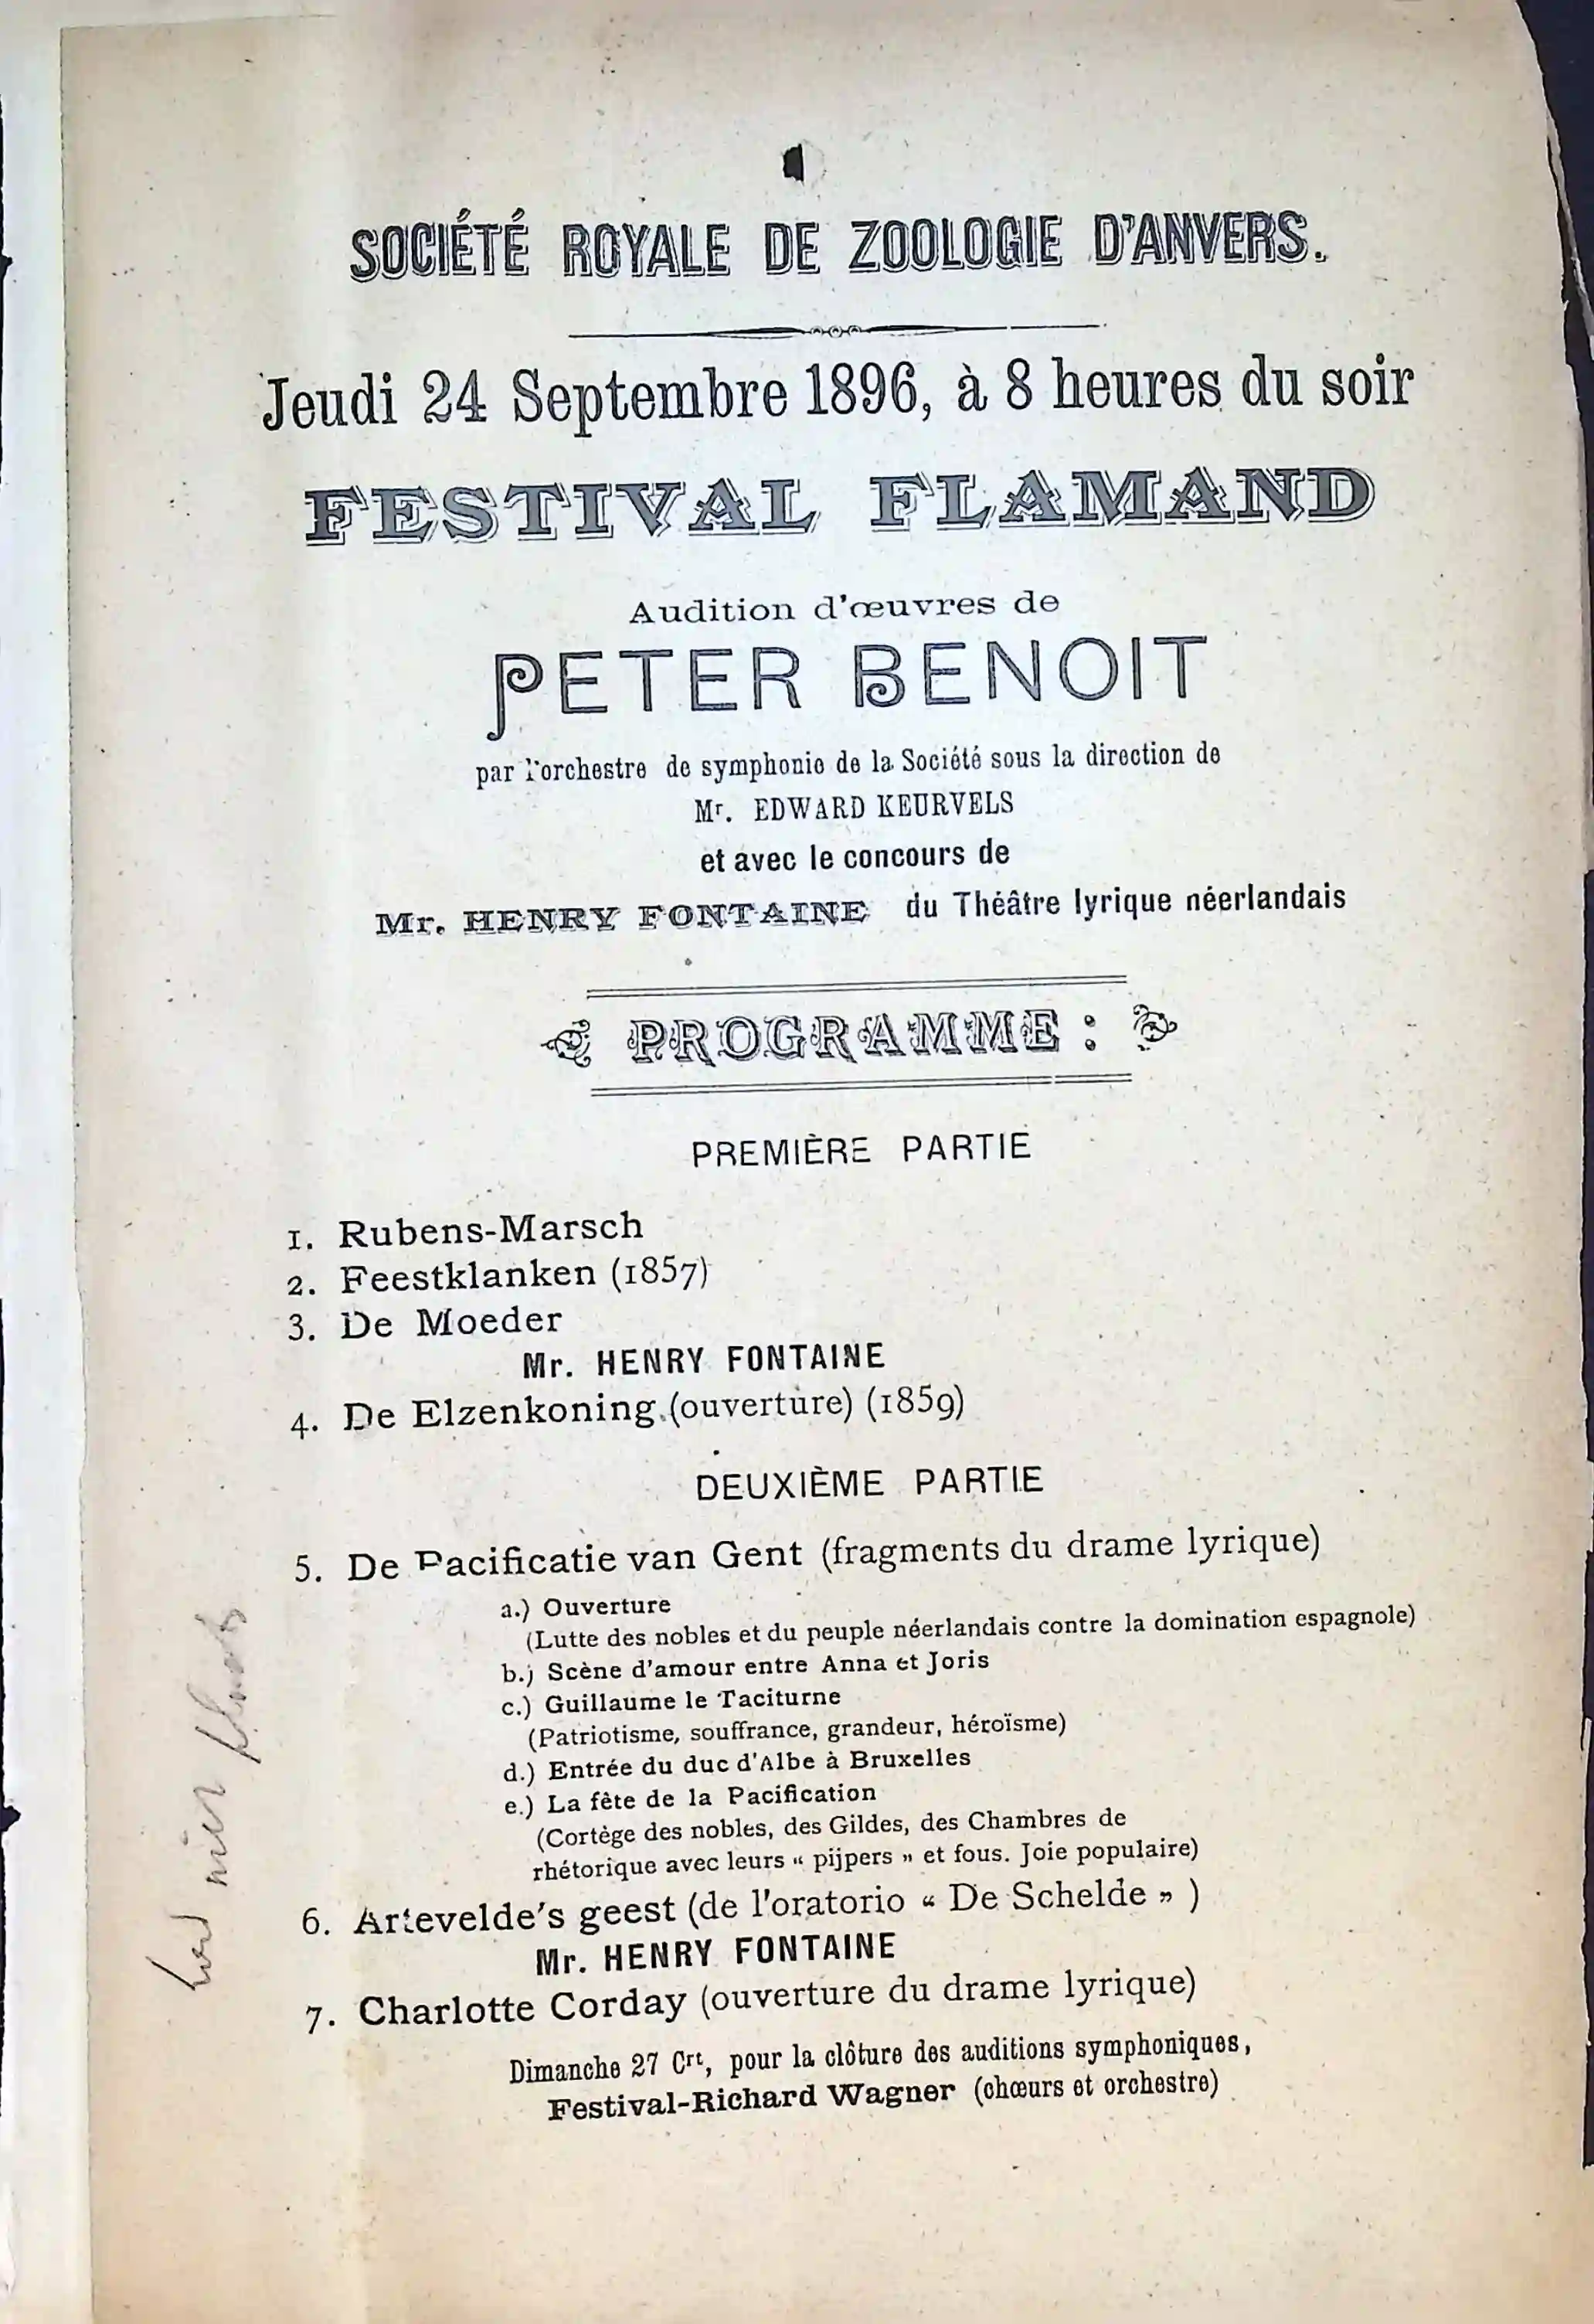 SOCIÉTÉ ROYALE DE ZOOLOGIE D'ANVERS.
Jeudi 24 Septembre 1896, à 8 heures du soir
FESTIVAL FLAMAND
Audition d'œuvres de
PETER BENOIT
par l'orchestre de symphonie de la Société sous la direction de
Mr. EDWARD KEURVELS
et avec le concours de
Mr. HENRY FONTAINE du Théâtre lyrique néerlandais
PROGRAMME :
PREMIÈRE PARTIE
1. Rubens-Marsch
2. Feestklanken (1857)
3. De Moeder
Mr. HENRY FONTAINE
4. De Elzenkoning (ouverture) (1859)
DEUXIÈME PARTIE
5. De Pacificatie van Gent (fragments du drame lyrique)
a.) Ouverture
(Lutte des nobles et du peuple néerlandais contre la domination espagnole)
b.) Scène d'amour entre Anna et Joris
c.) Guillaume le Taciturne
(Patriotisme, souffrance, grandeur, héroïsme)
d.) Entrée du duc d'Albe à Bruxelles
e.) La fête de la Pacification
(Cortège des nobles, des Gildes, des Chambres de
rhétorique avec leurs “ pijpers ” et fous. Joie populaire)
6. Artevelde's geest (de l'oratorio “ De Schelde ” )
Mr. HENRY FONTAINE
7. Charlotte Corday (ouverture du drame lyrique)
Dimanche 27 Crt, pour la clôture des auditions symphoniques,
Festival-Richard Wagner (chœurs et orchestre)